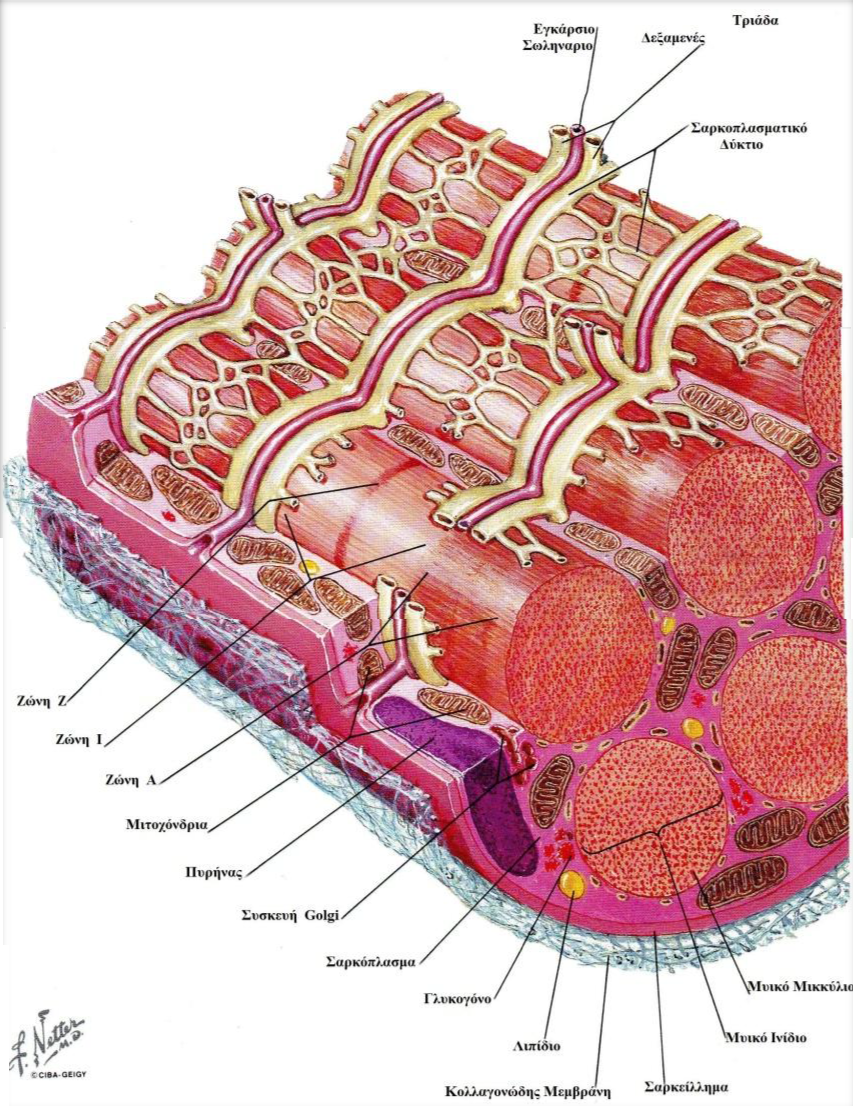 Τριάδα
Εγκάρσιο
Σωληναριο
Δεξαμενές
Σαρκοπλασματικό
Δύκτιο
Ζώνη Ζ
Ζώνη Ι
Ζώνη Α
Μιτοχόνδρια
Πυρήνας
Συσκευή Golgi
Σαρκόπλασμα
Γλυκογόνο
Λιπίδιο
Κολλαγονώδης Μεμβράνη
Σαρκείλλημα
Μυικό Ινίδιο
Μυικό Μικκύλιο
F. Netter
M.D.
©CIBA-GEIGY